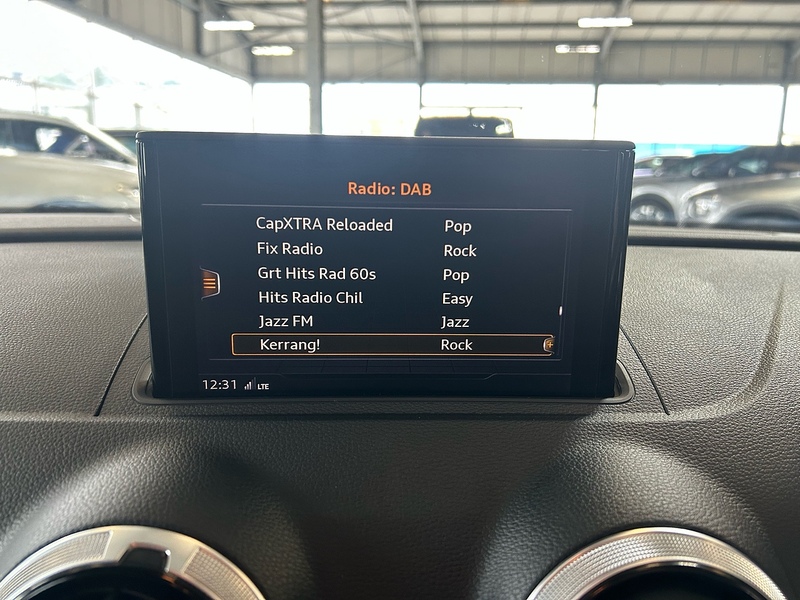 Radio: DAB
CapXTRA Reloaded Pop
Fix Radio Rock
Grt Hits Rad 60s Pop
Hits Radio Chil Easy
Jazz FM Jazz
Kerrang! Rock
12:31 LTE